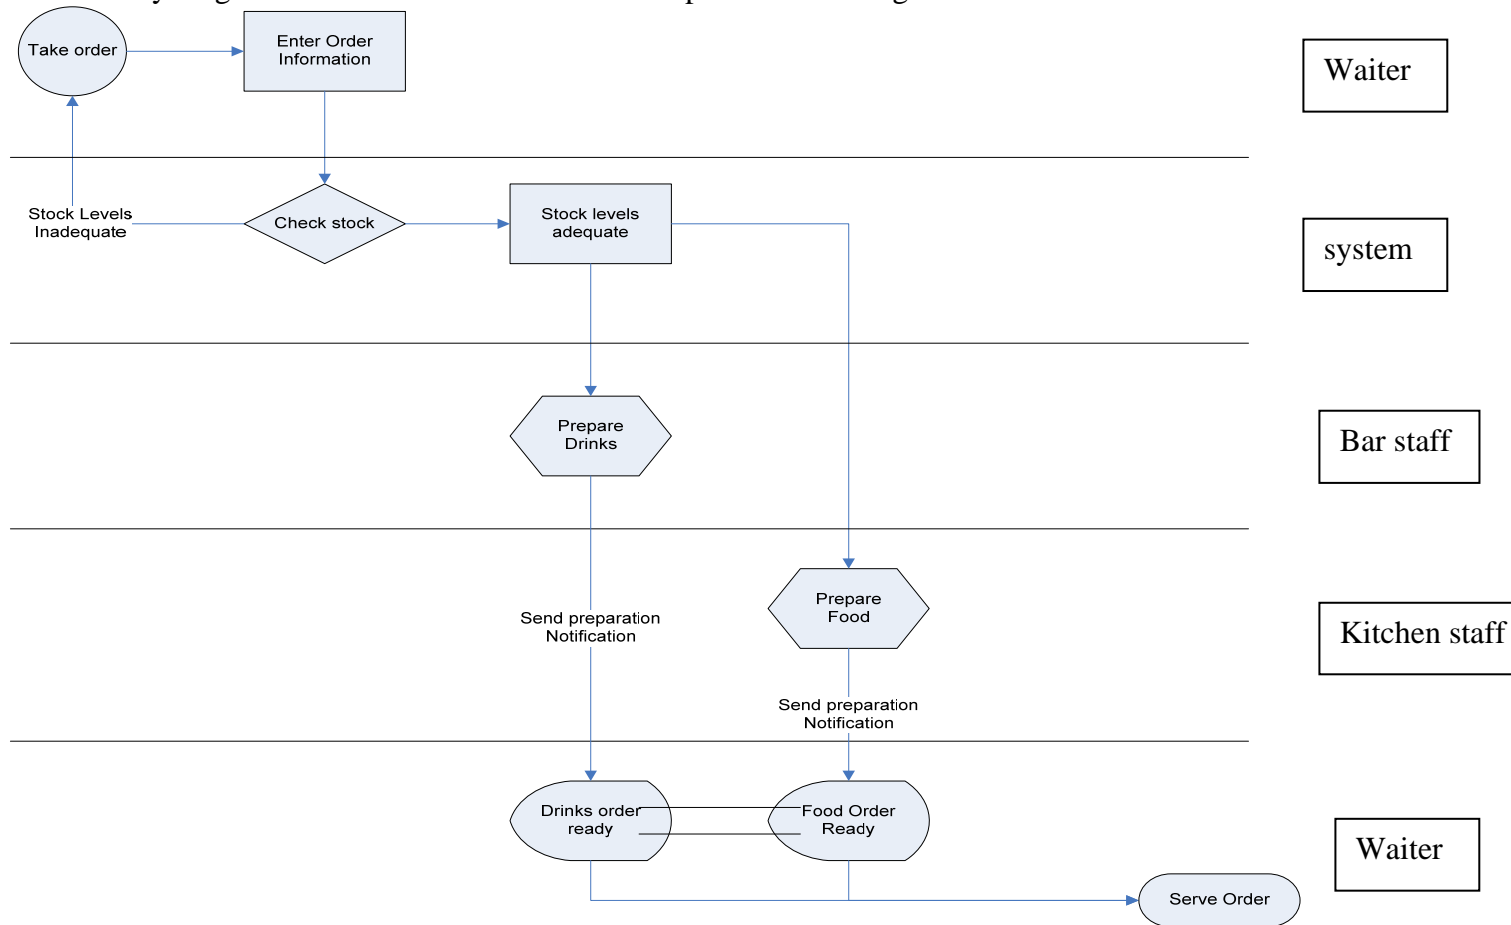 Take order
Enter Order
Information
Waiter
Stock Levels
Inadequate
Check stock
Stock levels
adequate
system
Prepare
Drinks
Bar staff
Send preparation
Notification
Prepare
Food
Kitchen staff
Send preparation
Notification
Drinks order
ready
Food Order
Ready
Waiter
Serve Order